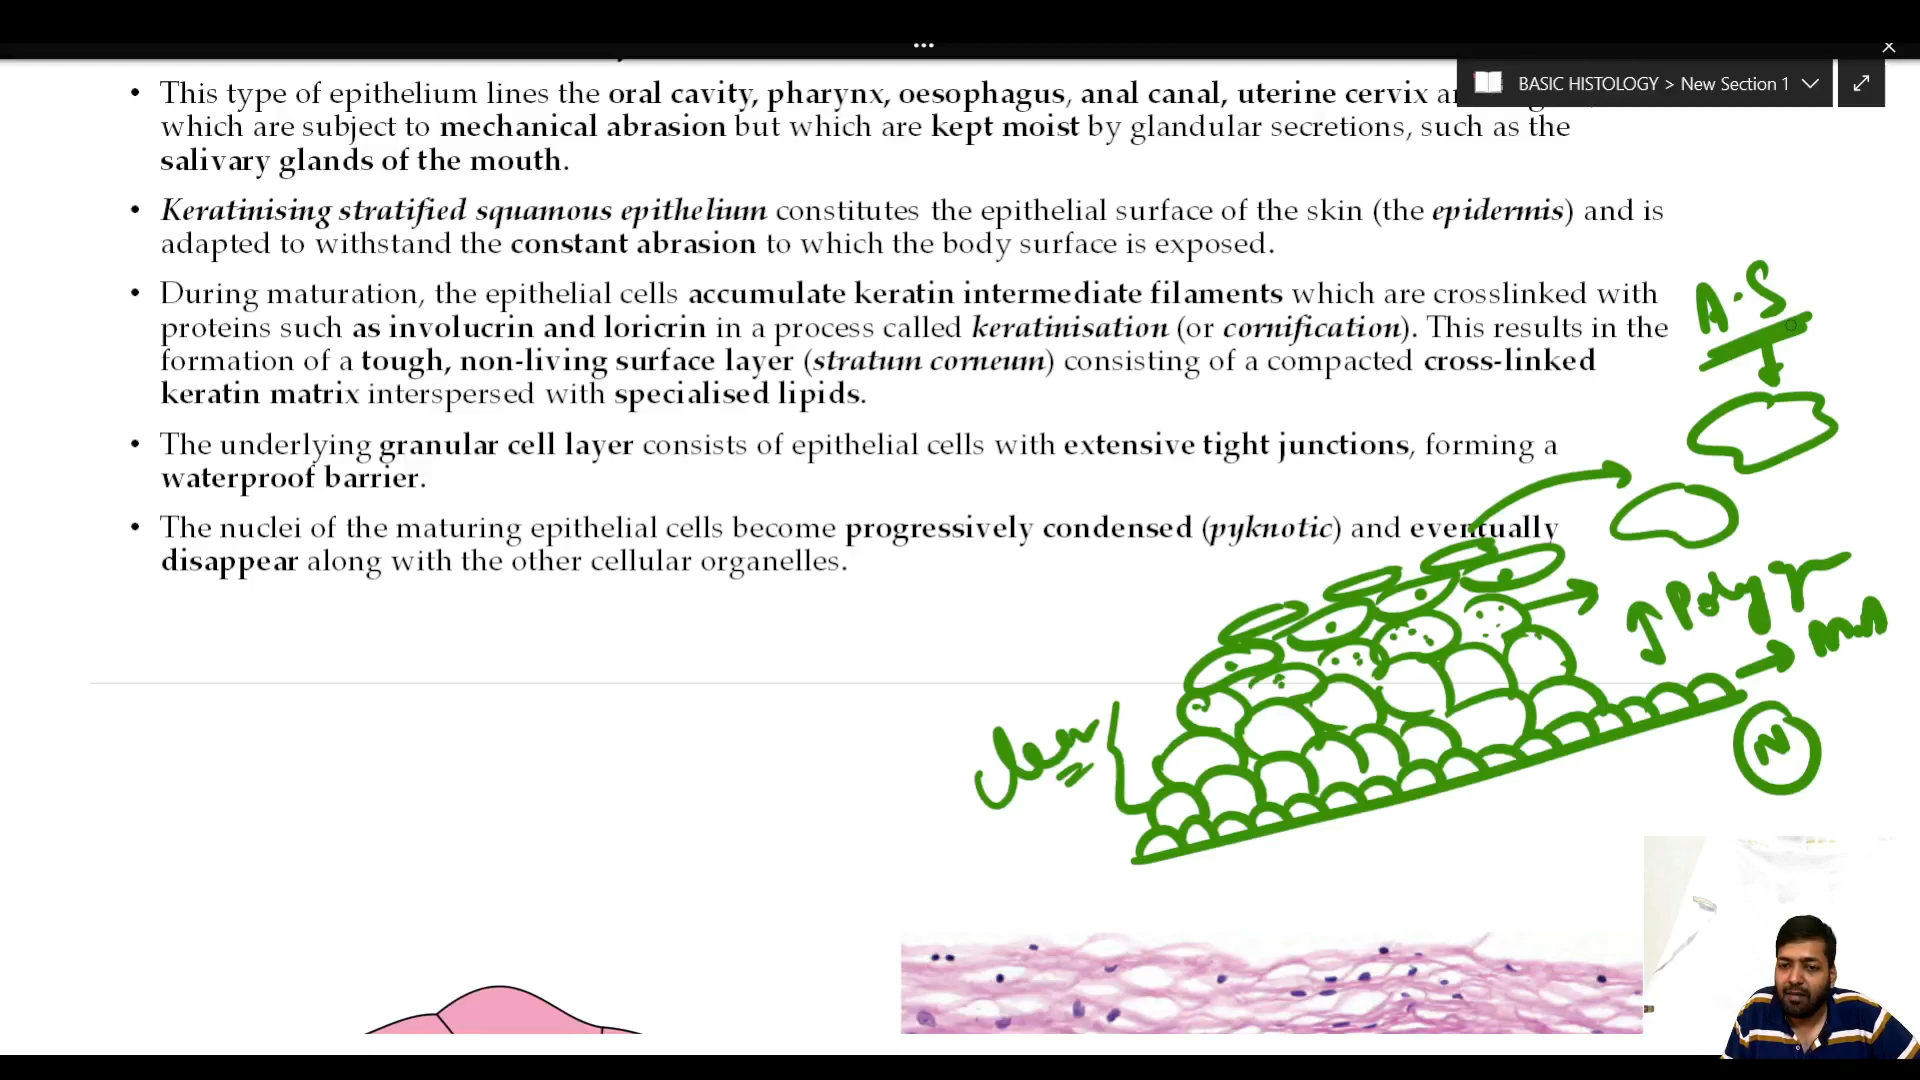 ...
BASIC HISTOLOGY > New Section 1
• This type of epithelium lines the oral cavity, pharynx, oesophagus, anal canal, uterine cervix
which are subject to mechanical abrasion but which are kept moist by glandular secretions, such as the
salivary glands of the mouth.
• Keratinising stratified squamous epithelium constitutes the epithelial surface of the skin (the epidermis) and is
adapted to withstand the constant abrasion to which the body surface is exposed.
• During maturation, the epithelial cells accumulate keratin intermediate filaments which are crosslinked with
proteins such as involucrin and loricrin in a process called keratinisation (or cornification). This results in the
formation of a tough, non-living surface layer (stratum corneum) consisting of a compacted cross-linked
keratin matrix interspersed with specialised lipids.
• The underlying granular cell layer consists of epithelial cells with extensive tight junctions, forming a
waterproof barrier.
• The nuclei of the maturing epithelial cells become progressively condensed (pyknotic) and eventually
disappear along with the other cellular organelles.
A.S
N